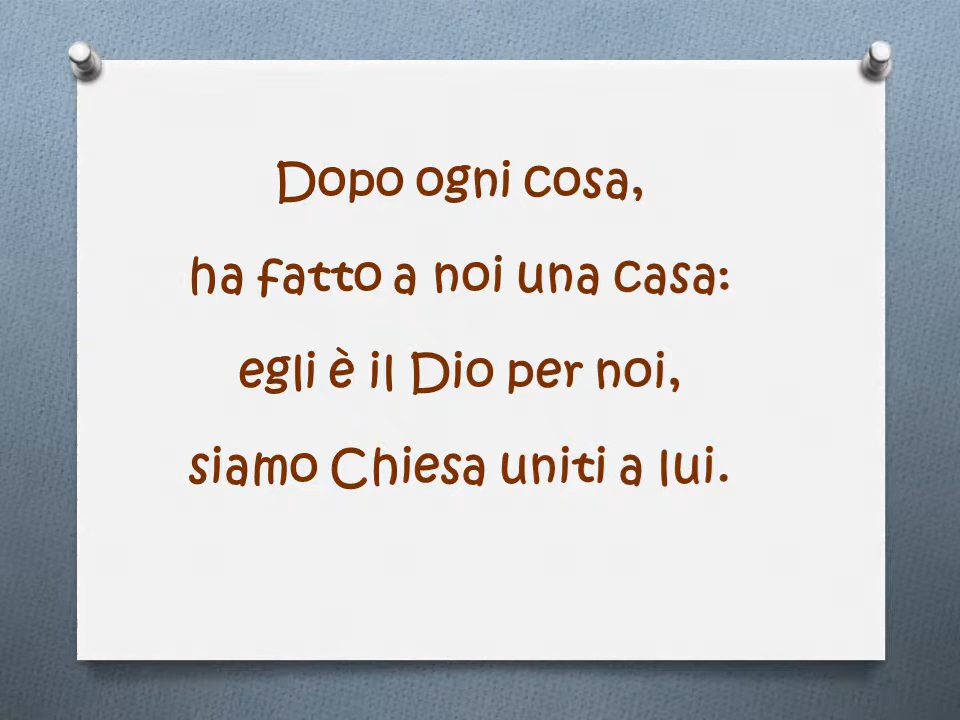 Dopo ogni cosa,
ha fatto a noi una casa:
egli è il Dio per noi,
siamo Chiesa uniti a lui.